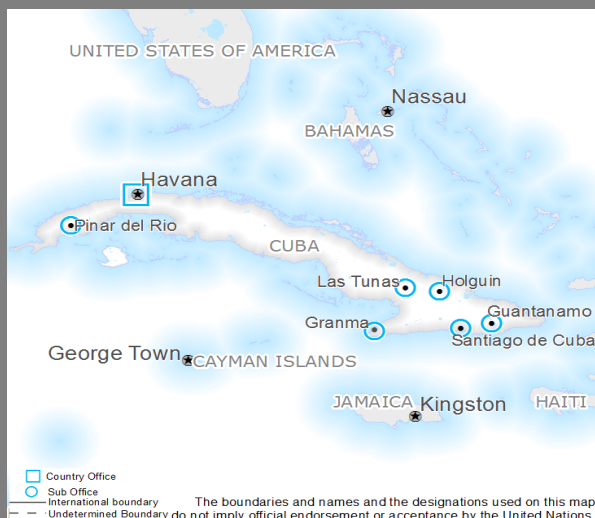 UNITED STATES OF AMERICA
Nassau
BAHAMAS
Havana
Pinar del Rio
CUBA
Las Tunas
Holguin
Granma
Guantanamo
Santiago de Cuba
George Town
CAYMAN ISLANDS
JAMAICA
Kingston
HAITI
Country Office
Sub Office
International boundary
The boundaries and names and the designations used on this map
Undetermined Boundary
do not imply official endorsement or acceptance by the United Nations.